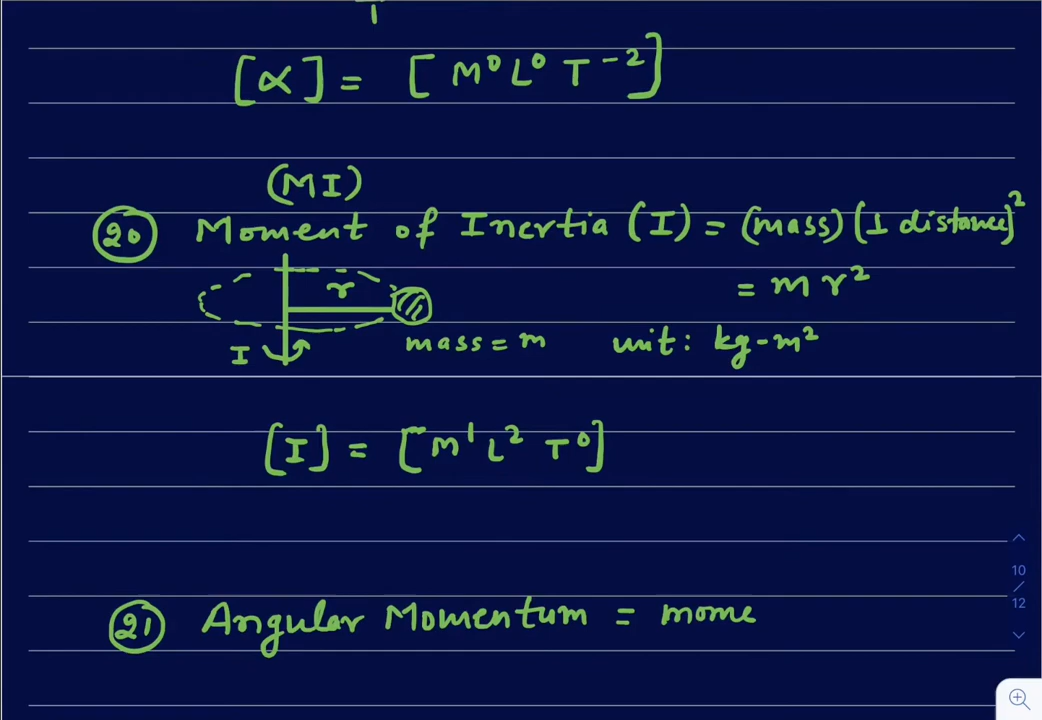 [α] = [M⁰ L⁰ T⁻²]
(MI)
(20) Moment of Inertia (I) = (mass) (⊥ distance)²
r
= m r²
I
mass = m
unit: kg-m²
[I] = [M¹ L² T⁰]
10
/
12
(21) Angular Momentum = mome